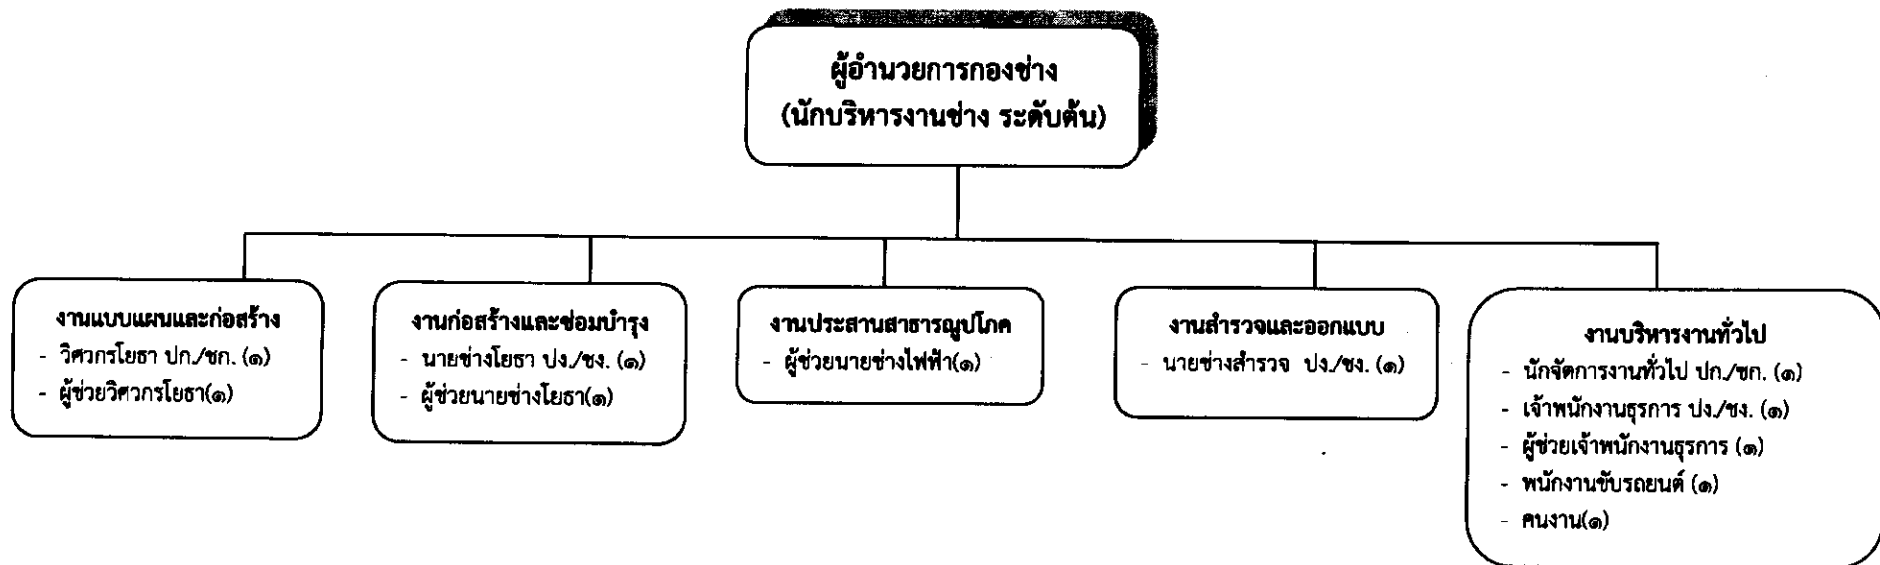 ผู้อำนวยการกองช่าง
(นักบริหารงานช่าง ระดับต้น)
งานแบบแผนและก่อสร้าง
- วิศวกรโยธา ปก./ชก. (๑)
- ผู้ช่วยวิศวกรโยธา(๑)
งานก่อสร้างและซ่อมบำรุง
- นายช่างโยธา ปง./ชง. (๑)
- ผู้ช่วยนายช่างโยธา(๑)
งานประสานสาธารณูปโภค
- ผู้ช่วยนายช่างไฟฟ้า(๑)
งานสำรวจและออกแบบ
- นายช่างสำรวจ ปง./ชง. (๑)
งานบริหารงานทั่วไป
- นักจัดการงานทั่วไป ปก./ชก. (๑)
- เจ้าพนักงานธุรการ ปง./ชง. (๑)
- ผู้ช่วยเจ้าพนักงานธุรการ (๑)
- พนักงานขับรถยนต์ (๑)
- คนงาน(๑)